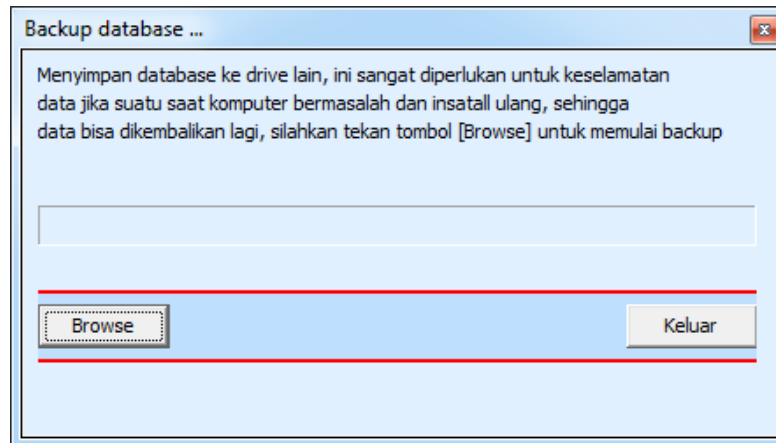 Backup database ...
Menyimpan database ke drive lain, ini sangat diperlukan untuk keselamatan
data jika suatu saat komputer bermasalah dan insatall ulang, sehingga
data bisa dikembalikan lagi, silahkan tekan tombol [Browse] untuk memulai backup
Browse
Keluar